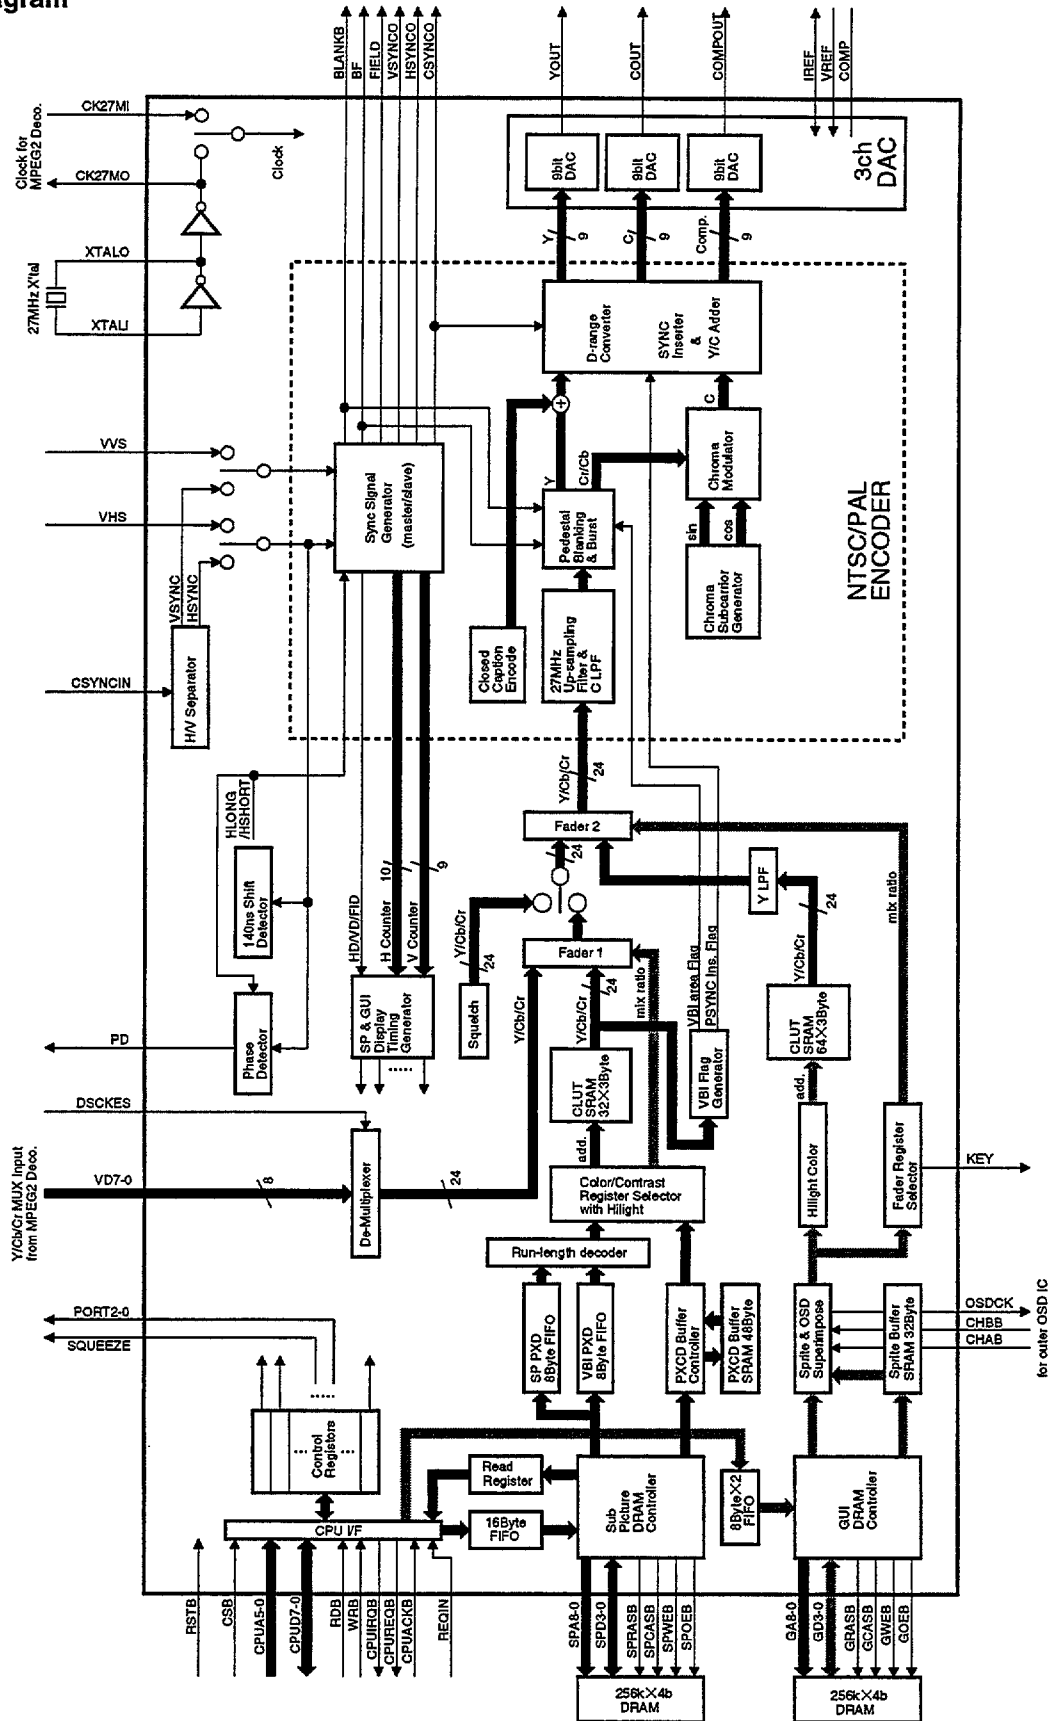 agram
BLANKB
BF
FIELD
VSYNCO
HSYNCO
CSYNCO
YOUT
COUT
COMPOUT
IREF
VREF
COMP
Clock for
MPEG2 Deco.
CK27MI
CK27MO
Clock
27MHz X'tal
XTALO
XTALI
9bit
DAC
9bit
DAC
9bit
DAC
3ch
DAC
Y
9
C
9
Comp.
9
D-range
Converter
SYNC
Inserter
&
Y/C Adder
VVS
VHS
VSYNC
HSYNC
CSYNCIN
H/V Separator
Sync Signal
Generator
(master/slave)
Y
Cr/Cb
C
Pedestal
Blanking
& Burst
Chroma
Modulator
sin
cos
Chroma
Subcarrior
Generator
Closed
Caption
Encode
27MHz
Up-sampling
Filter &
C LPF
NTSC/PAL
ENCODER
HLONG
/HSHORT
140ns Shift
Detector
PD
Phase
Detector
HD/VD/FID
H Counter
10
V Counter
9
SP & GUI
Display
Timing
Generator
......
Y/Cb/Cr
24
Fader 2
24
Y/Cb/Cr
24
Squelch
Fader 1
Y/Cb/Cr
Y/Cb/Cr
24
mix ratio
VBI area Flag
PSYNC Ins. Flag
Y LPF
24
Y/Cb/Cr
mix ratio
CLUT
SRAM
32X3Byte
VBI Flag
Generator
CLUT
SRAM
64X3Byte
add.
add.
DSCKES
Y/Cb/Cr MUX Input
from MPEG2 Deco.
VD7-0
8
De-Multiplexer
24
Color/Contrast
Register Selector
with Hilight
Hilight Color
Fader Register
Selector
KEY
Run-length decoder
PORT2-0
SQUEEZE
SP PXD
8Byte FIFO
VBI PXD
8Byte FIFO
PXCD Buffer
Controller
PXCD Buffer
SRAM 48Byte
Sprite & OSD
Superimpose
Sprite Buffer
SRAM 32Byte
OSDCK
CHBB
CHAB
for outer OSD IC
......
......
......
Control
Registers
CPU I/F
Read
Register
16Byte
FIFO
Sub
Picture
DRAM
Controller
8ByteX2
FIFO
GUI
DRAM
Controller
RSTB
CSB
CPUA5-0
CPUD7-0
RDB
WRB
CPUIRQB
CPUREQB
CPUACKB
REQIN
SPA8-0
SPD3-0
SPRASB
SPCASB
SPWEB
SPOEB
GA8-0
GD3-0
GRASB
GCASB
GWEB
GOEB
256kX4b
DRAM
256kX4b
DRAM